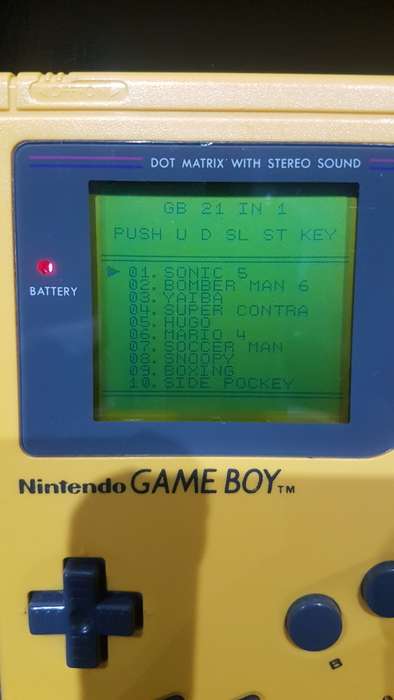 DOT MATRIX WITH STEREO SOUND
GB 21 IN 1
PUSH U D SL ST KEY
01. SONIC 5
02. BOMBER MAN 6
03. YAIBA
04. SUPER CONTRA
05. HUGO
06. MARIO 4
07. SOCCER MAN
08. SNOOPY
09. BOXING
10. SIDE POCKEY
BATTERY
Nintendo GAME BOY TM
B